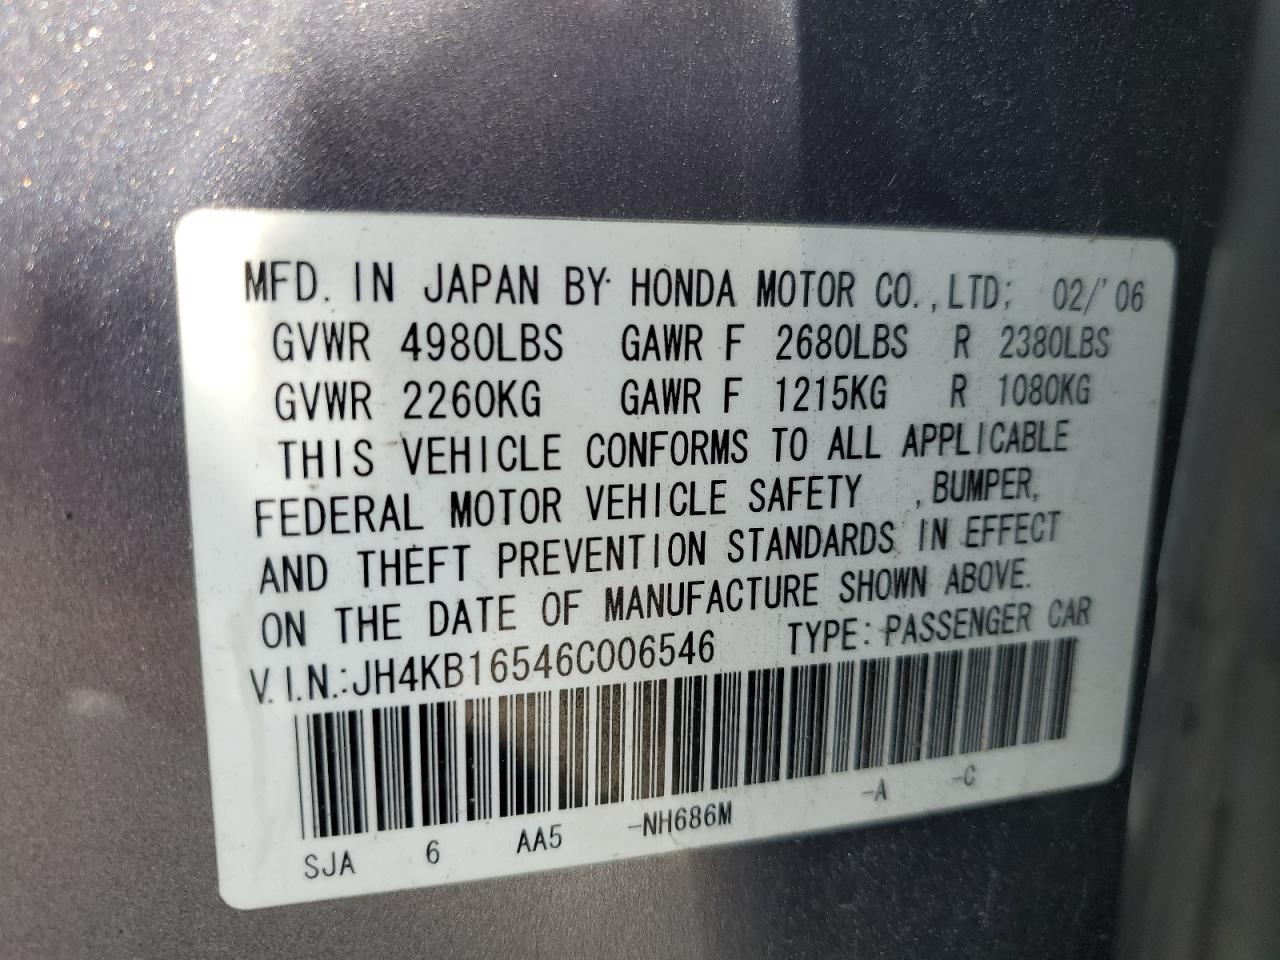 MFD. IN JAPAN BY HONDA MOTOR CO.,LTD; 02/'06
GVWR 4980LBS GAWR F 2680LBS R 2380LBS
GVWR 2260KG GAWR F 1215KG R 1080KG
THIS VEHICLE CONFORMS TO ALL APPLICABLE
FEDERAL MOTOR VEHICLE SAFETY ,BUMPER,
AND THEFT PREVENTION STANDARDS IN EFFECT
ON THE DATE OF MANUFACTURE SHOWN ABOVE.
V.I.N.:JH4KB16546C006546 TYPE:PASSENGER CAR
SJA 6 AA5 -NH686M -A -C